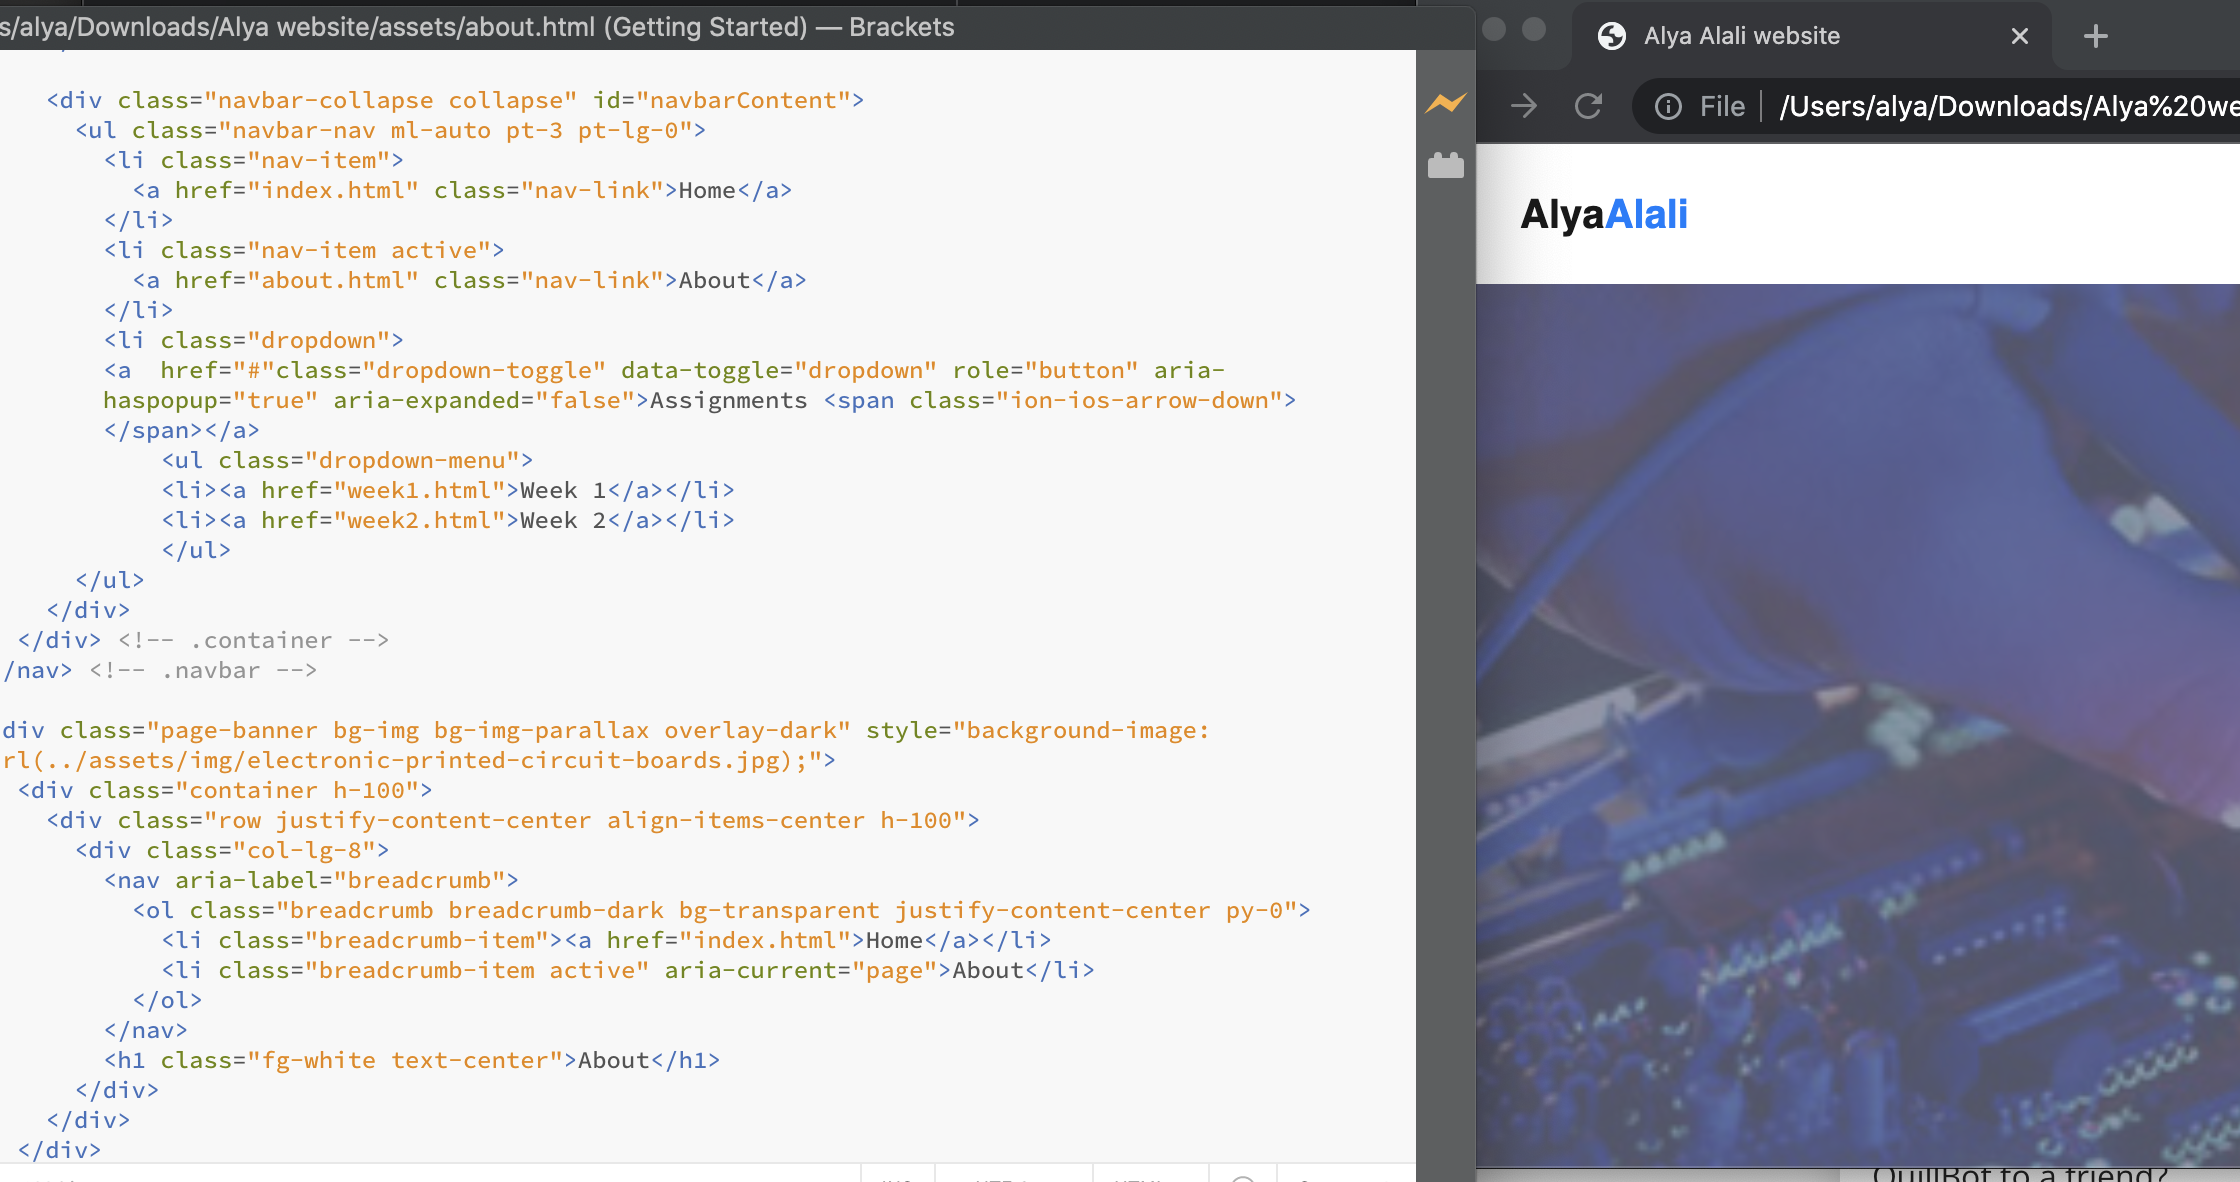 s/alya/Downloads/Alya website/assets/about.html (Getting Started) — Brackets
<div class="navbar-collapse collapse" id="navbarContent">
<ul class="navbar-nav ml-auto pt-3 pt-lg-0">
<li class="nav-item">
<a href="index.html" class="nav-link">Home</a>
</li>
<li class="nav-item active">
<a href="about.html" class="nav-link">About</a>
</li>
<li class="dropdown">
<a  href="#"class="dropdown-toggle" data-toggle="dropdown" role="button" aria-
haspopup="true" aria-expanded="false">Assignments <span class="ion-ios-arrow-down">
</span></a>
<ul class="dropdown-menu">
<li><a href="week1.html">Week 1</a></li>
<li><a href="week2.html">Week 2</a></li>
</ul>
</ul>
</div>
</div> <!-- .container -->
/nav> <!-- .navbar -->
div class="page-banner bg-img bg-img-parallax overlay-dark" style="background-image:
rl(../assets/img/electronic-printed-circuit-boards.jpg);">
<div class="container h-100">
<div class="row justify-content-center align-items-center h-100">
<div class="col-lg-8">
<nav aria-label="breadcrumb">
<ol class="breadcrumb breadcrumb-dark bg-transparent justify-content-center py-0">
<li class="breadcrumb-item"><a href="index.html">Home</a></li>
<li class="breadcrumb-item active" aria-current="page">About</li>
</ol>
</nav>
<h1 class="fg-white text-center">About</h1>
</div>
</div>
</div>
Alya Alali website
File
/Users/alya/Downloads/Alya%20we
AlyaAlali
QuillBot to a friend?